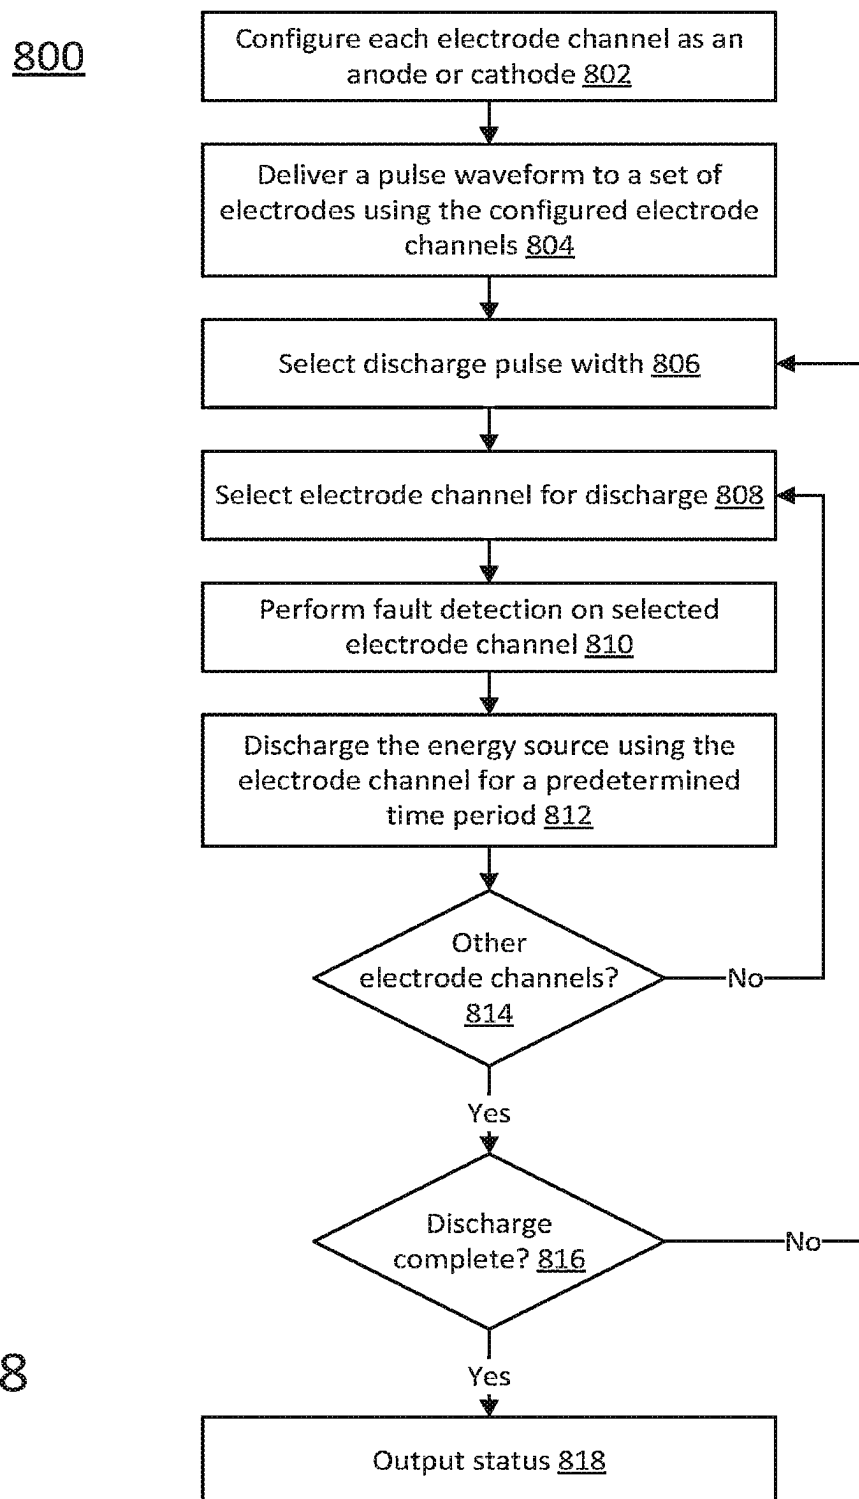 800
Configure each electrode channel as an
anode or cathode 802
Deliver a pulse waveform to a set of
electrodes using the configured electrode
channels 804
Select discharge pulse width 806
Select electrode channel for discharge 808
Perform fault detection on selected
electrode channel 810
Discharge the energy source using the
electrode channel for a predetermined
time period 812
Other
electrode channels?
814
No
Yes
Discharge
complete? 816
No
Yes
8
Output status 818